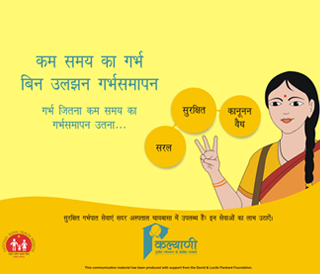 कम समय का गर्भ
बिन उलझन गर्भसमापन
गर्भ जितना कम समय का
गर्भसमापन उतना...
सरल
सुरक्षित
कानूनन
वैध
सुरक्षित गर्भपात सेवाएं सदर अस्पताल चायबासा में उपलब्ध हैं। इन सेवाओं का लाभ उठाएँ।
कल्याणी
This communication material has been produced with support from the David & Lucile Packard Foundation.